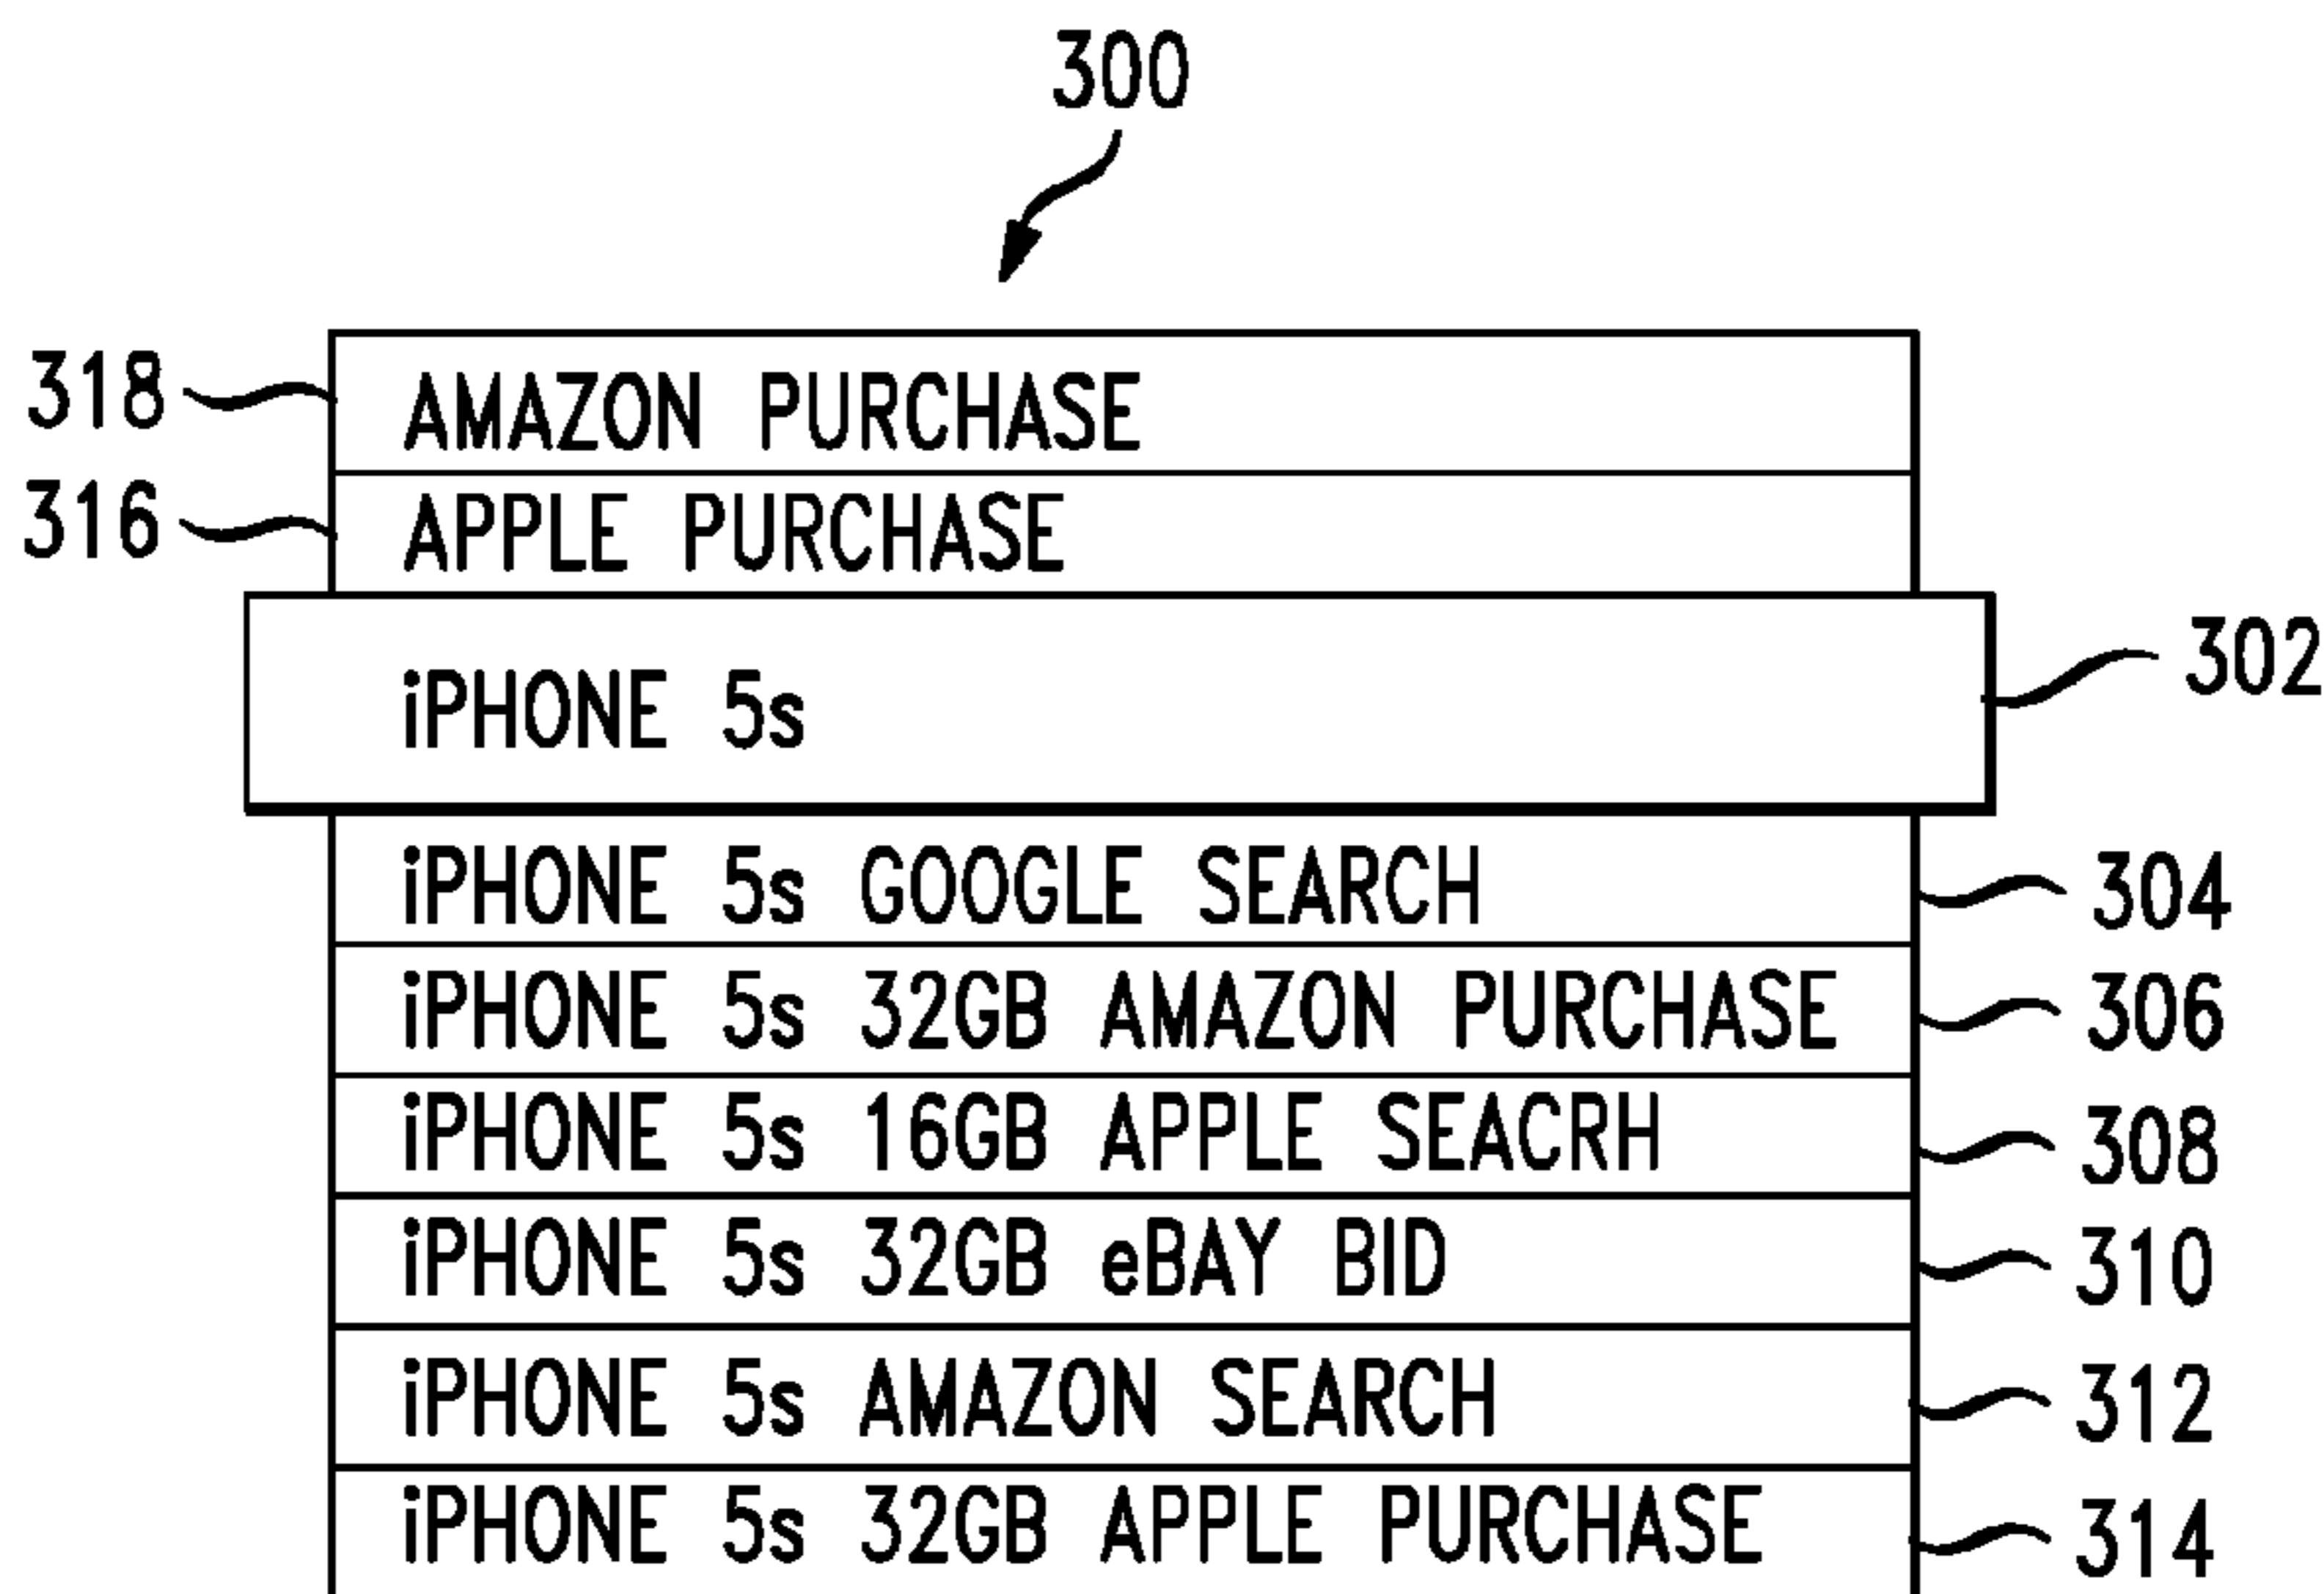 300
318 AMAZON PURCHASE
316 APPLE PURCHASE
iPHONE 5s 302
iPHONE 5s GOOGLE SEARCH 304
iPHONE 5s 32GB AMAZON PURCHASE 306
iPHONE 5s 16GB APPLE SEACRH 308
iPHONE 5s 32GB eBAY BID 310
iPHONE 5s AMAZON SEARCH 312
iPHONE 5s 32GB APPLE PURCHASE 314